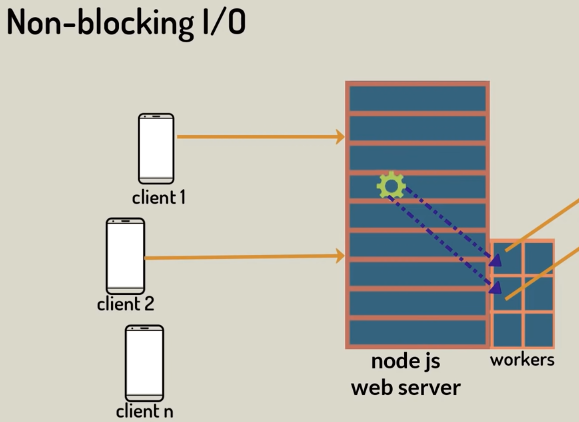 Non-blocking I/O
client 1
client 2
client n
node js
web server
workers